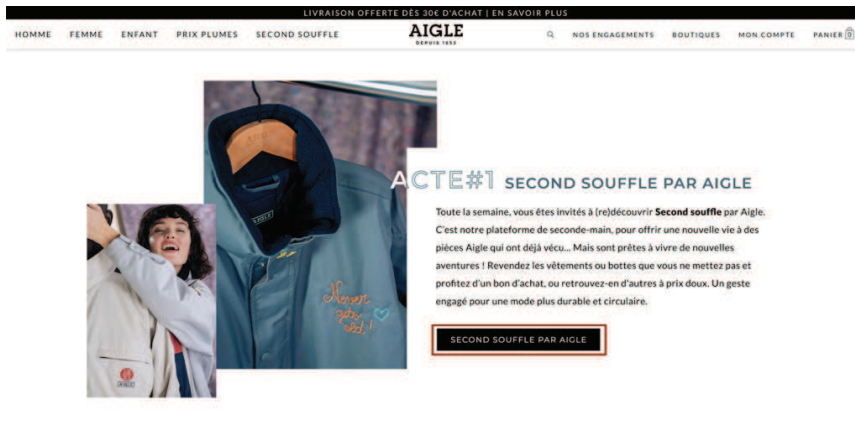 LIVRAISON OFFERTE DÈS 30€ D'ACHAT | EN SAVOIR PLUS
HOMME FEMME ENFANT PRIX PLUMES SECOND SOUFFLE AIGLE NOS ENGAGEMENTS BOUTIQUES MON COMPTE PANIER 0
DEPUIS 1853
ACTE#1 SECOND SOUFFLE PAR AIGLE
Toute la semaine, vous êtes invités à (re)découvrir Second souffle par Aigle.
C'est notre plateforme de seconde-main, pour offrir une nouvelle vie à des
pièces Aigle qui ont déjà vécu... Mais sont prêtes à vivre de nouvelles
aventures ! Revendez les vêtements ou bottes que vous ne mettez pas et
profitez d'un bon d'achat, ou retrouvez-en d'autres à prix doux. Un geste
engagé pour une mode plus durable et circulaire.
SECOND SOUFFLE PAR AIGLE
AIGLE
Never
gets
old!